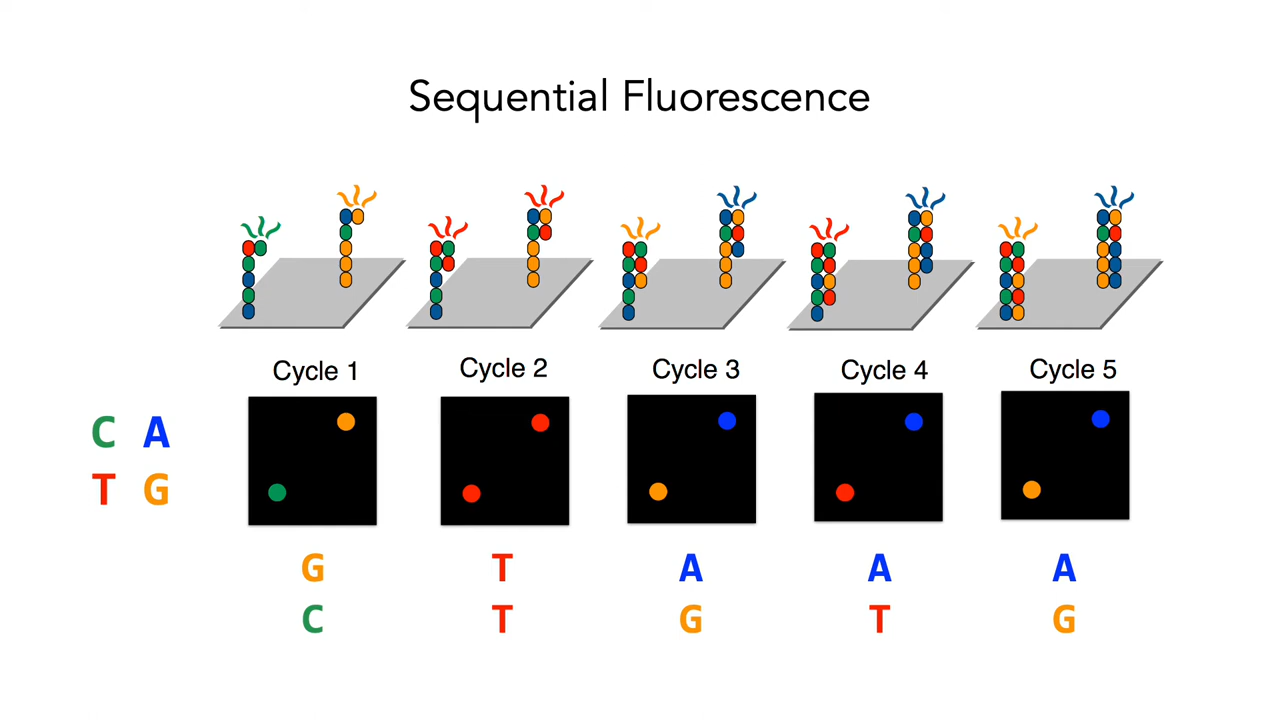 Sequential Fluorescence
Cycle 1 Cycle 2 Cycle 3 Cycle 4 Cycle 5
C A
T G
G T A A A
C T G T G